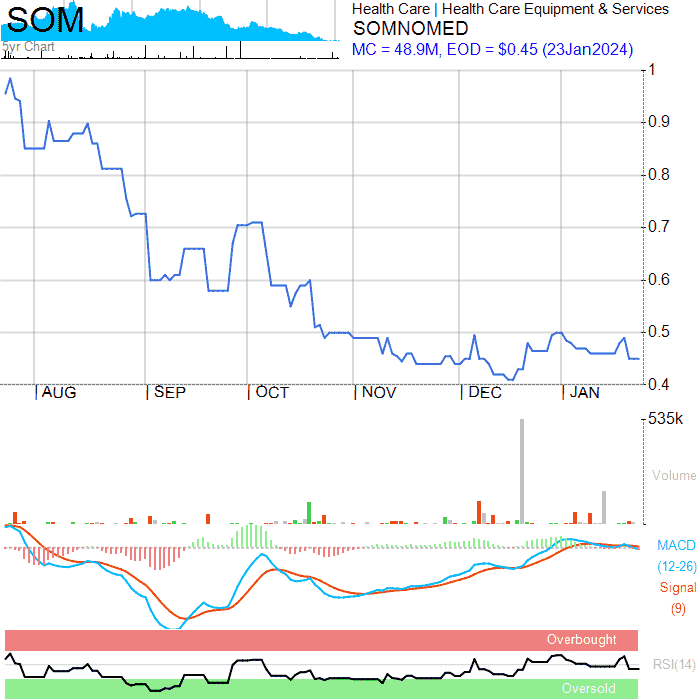 SOM
Health Care | Health Care Equipment & Services
SOMNOMED
5yr Chart
MC = 48.9M, EOD = $0.45 (23Jan2024)
1
0.9
0.8
0.7
0.6
0.5
0.4
| AUG | SEP | OCT | NOV | DEC | JAN
535k
Volume
MACD
(12-26)
Signal
(9)
Overbought
RSI(14)
Oversold